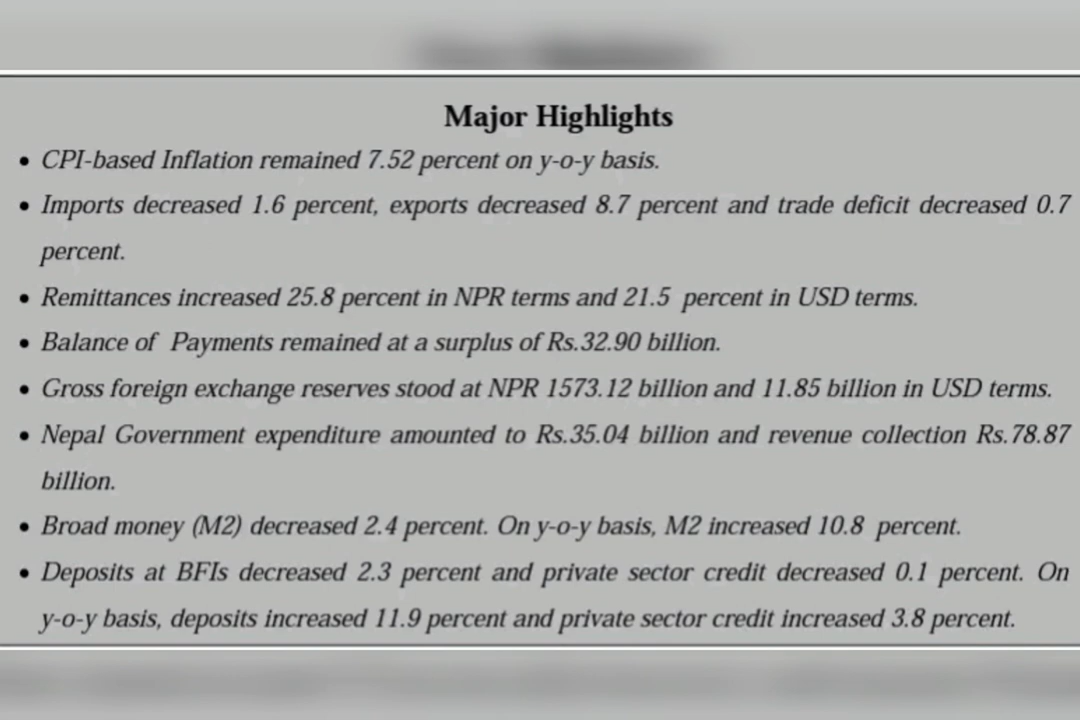 Major Highlights
• CPI-based Inflation remained 7.52 percent on y-o-y basis.
• Imports decreased 1.6 percent, exports decreased 8.7 percent and trade deficit decreased 0.7
percent.
• Remittances increased 25.8 percent in NPR terms and 21.5 percent in USD terms.
• Balance of Payments remained at a surplus of Rs.32.90 billion.
• Gross foreign exchange reserves stood at NPR 1573.12 billion and 11.85 billion in USD terms.
• Nepal Government expenditure amounted to Rs.35.04 billion and revenue collection Rs.78.87
billion.
• Broad money (M2) decreased 2.4 percent. On y-o-y basis, M2 increased 10.8 percent.
• Deposits at BFIs decreased 2.3 percent and private sector credit decreased 0.1 percent. On
y-o-y basis, deposits increased 11.9 percent and private sector credit increased 3.8 percent.